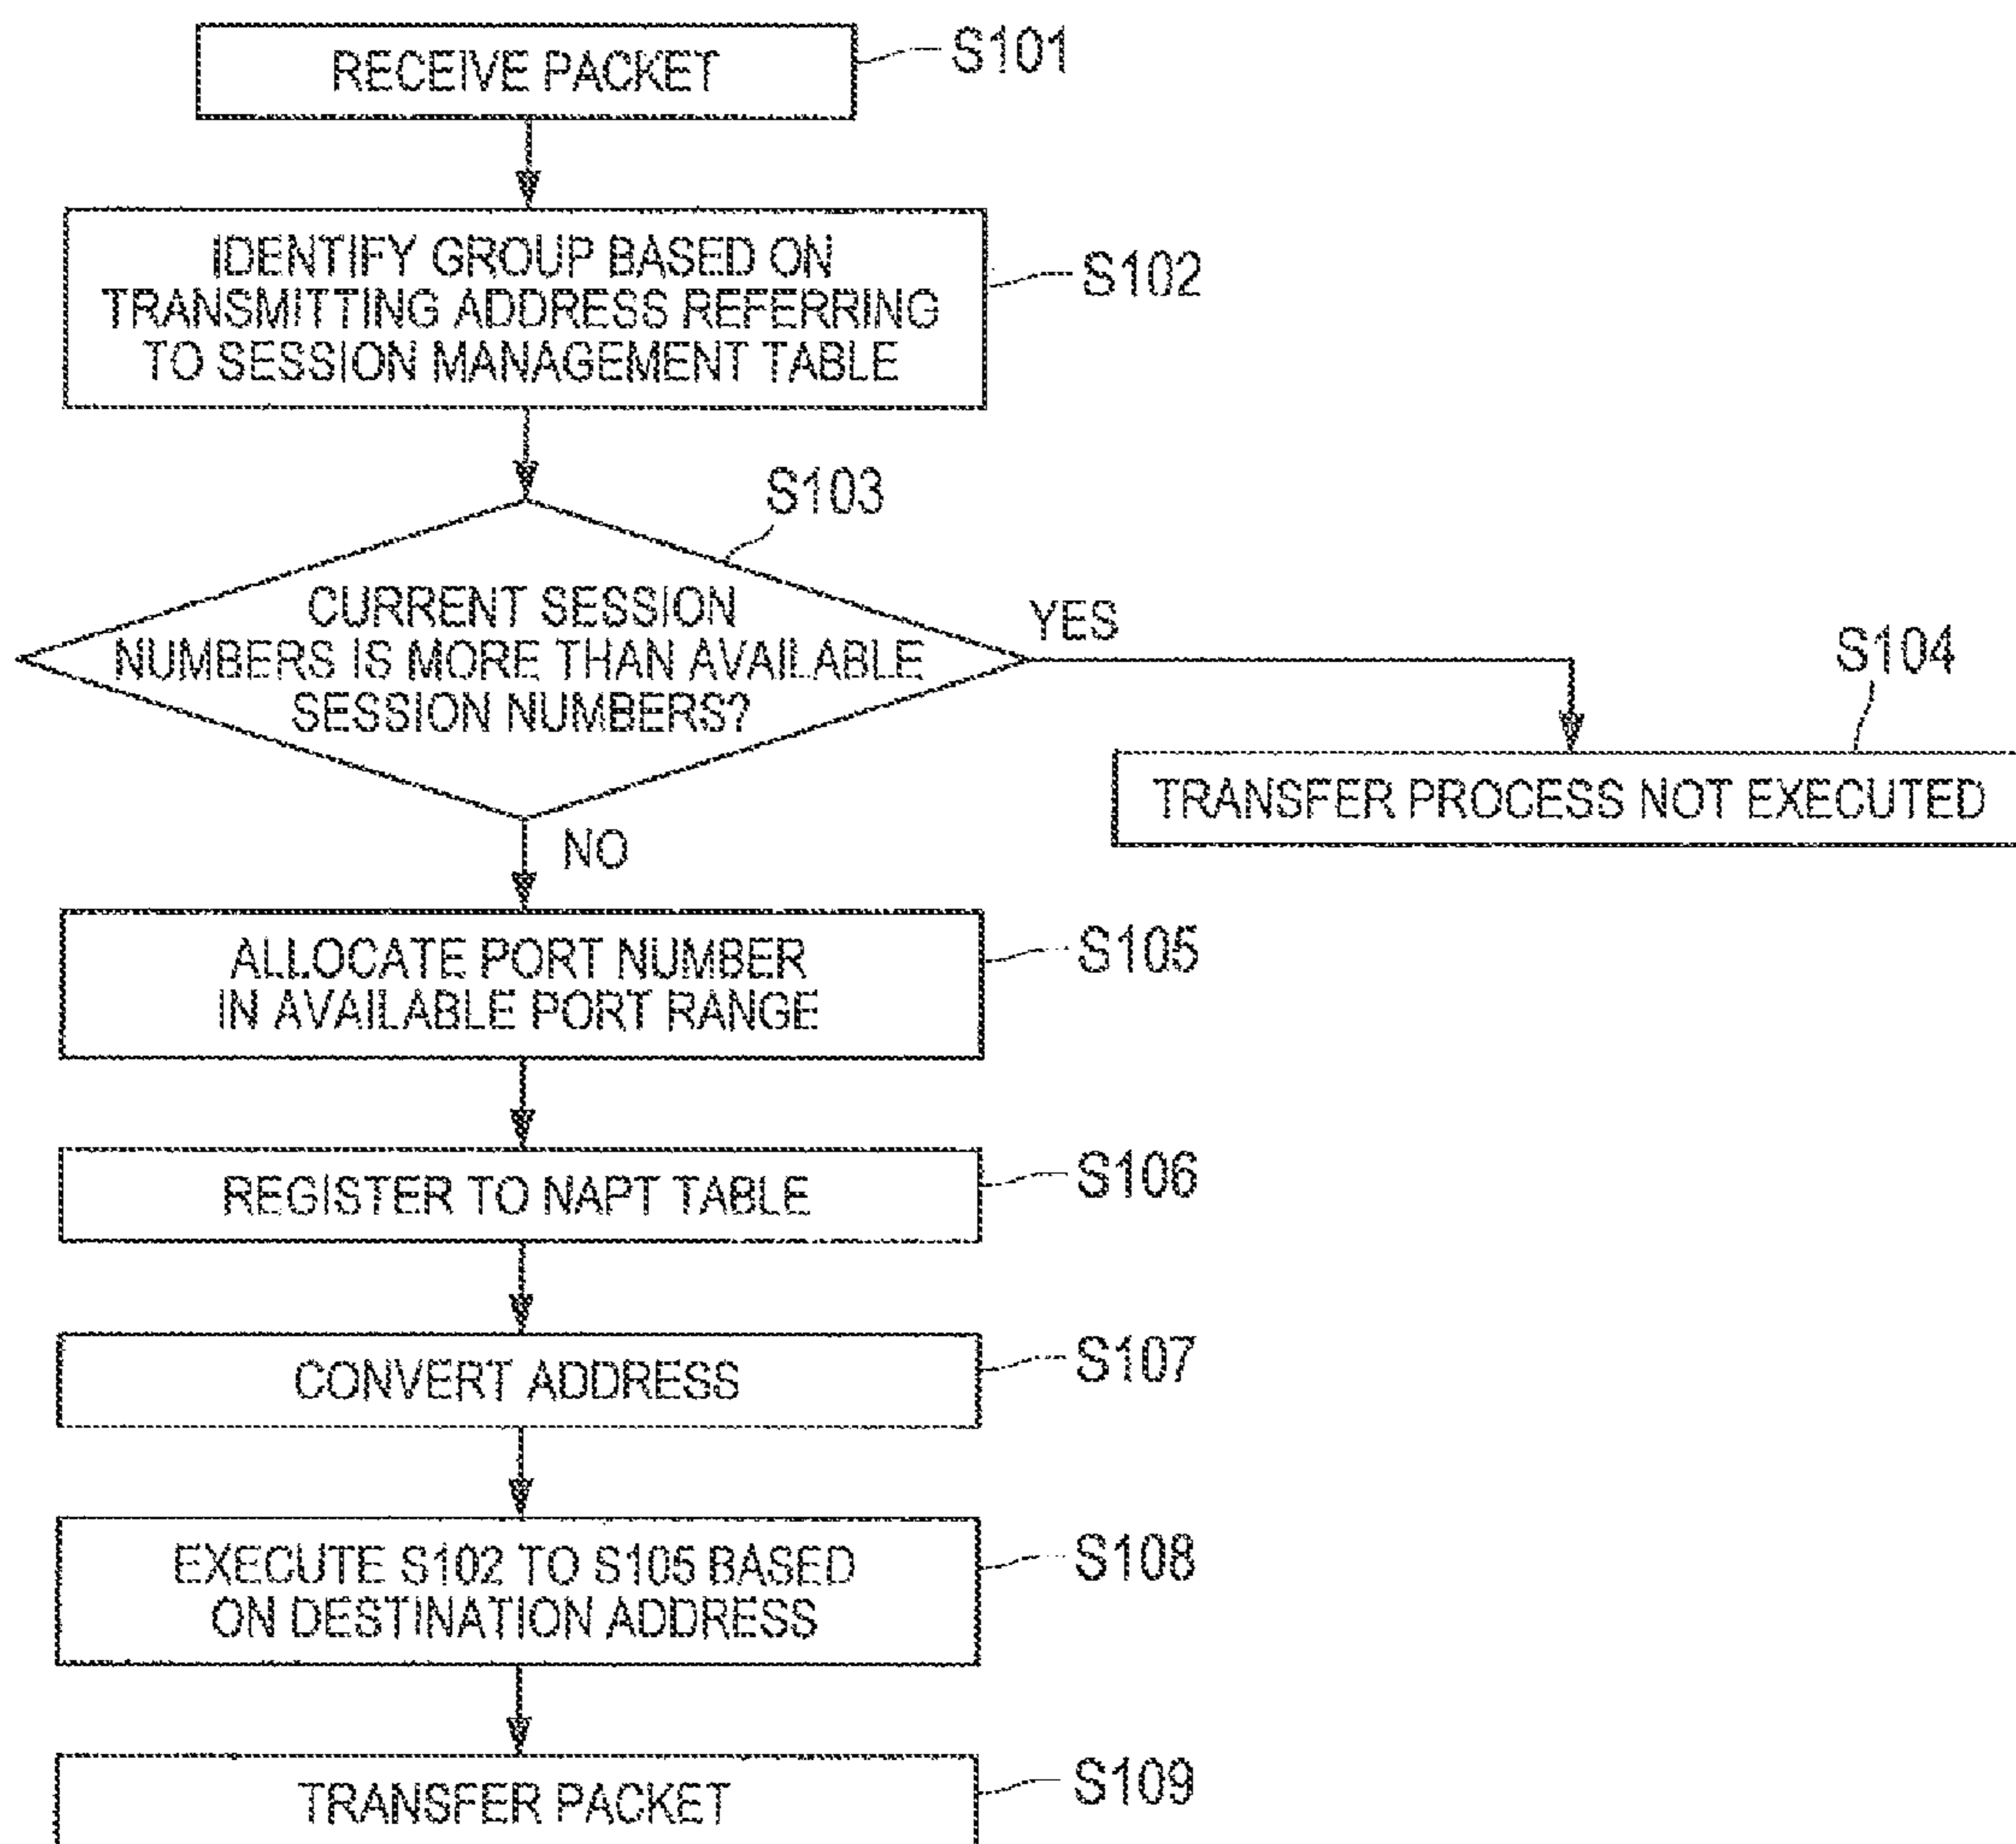 RECEIVE PACKET
S101
IDENTIFY GROUP BASED ON
TRANSMITTING ADDRESS REFERRING
TO SESSION MANAGEMENT TABLE
S102
S103
CURRENT SESSION
NUMBERS IS MORE THAN AVAILABLE
SESSION NUMBERS?
YES
S104
TRANSFER PROCESS NOT EXECUTED
NO
ALLOCATE PORT NUMBER
IN AVAILABLE PORT RANGE
S105
REGISTER TO NAPT TABLE
S106
CONVERT ADDRESS
S107
EXECUTE S102 TO S105 BASED
ON DESTINATION ADDRESS
S108
TRANSFER PACKET
S109